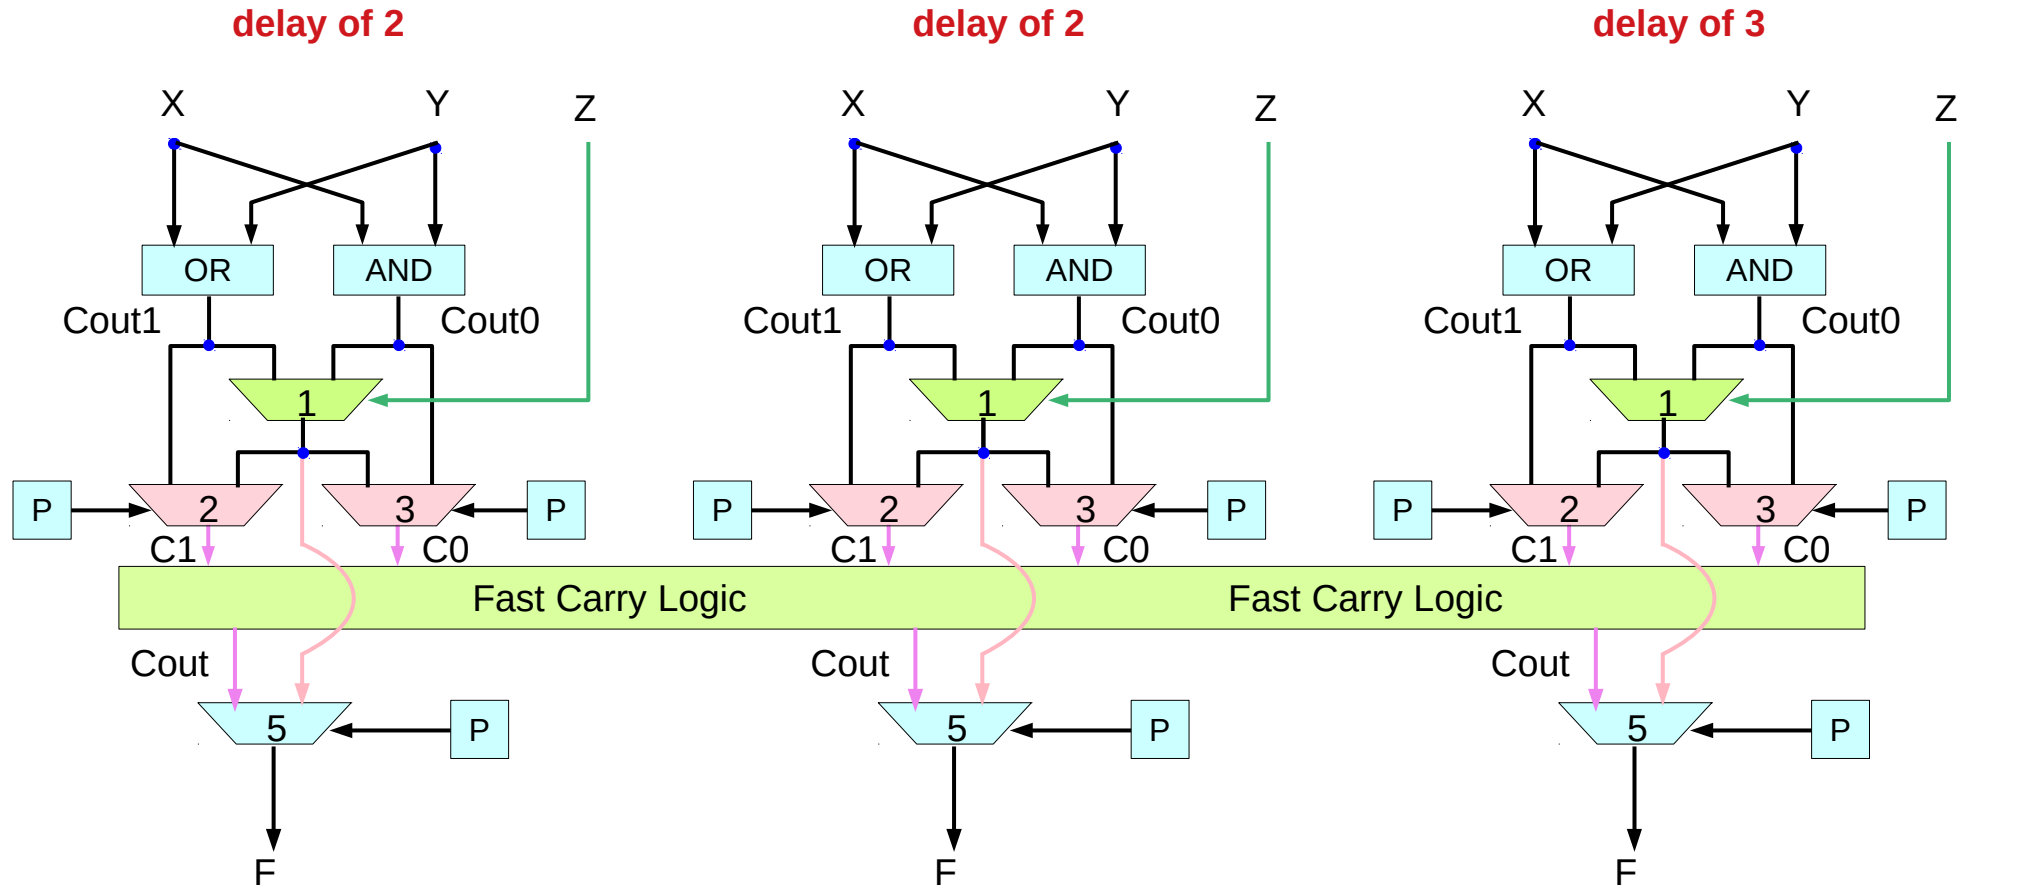 delay of 2 delay of 2 delay of 3
X Y Z X Y Z X Y Z
OR AND OR AND OR AND
Cout1 Cout0 Cout1 Cout0 Cout1 Cout0
1 1 1
P 2 3 P P 2 3 P P 2 3 P
C1 C0 C1 C0 C1 C0
Fast Carry Logic Fast Carry Logic
Cout Cout Cout
5 P 5 P 5 P
F F F